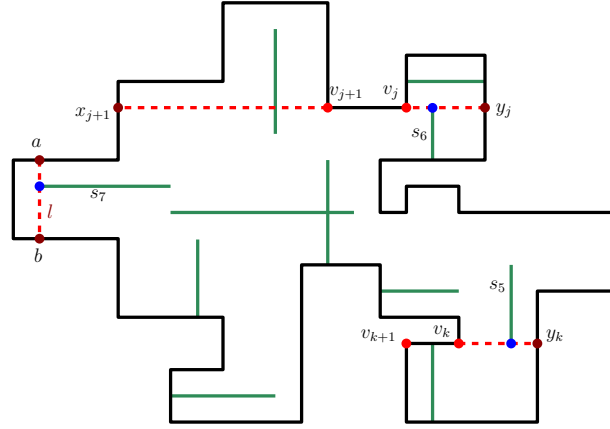 v_{j+1}
v_j
x_{j+1}
y_j
s_6
a
s_7
l
b
s_5
v_{k+1}
v_k
y_k